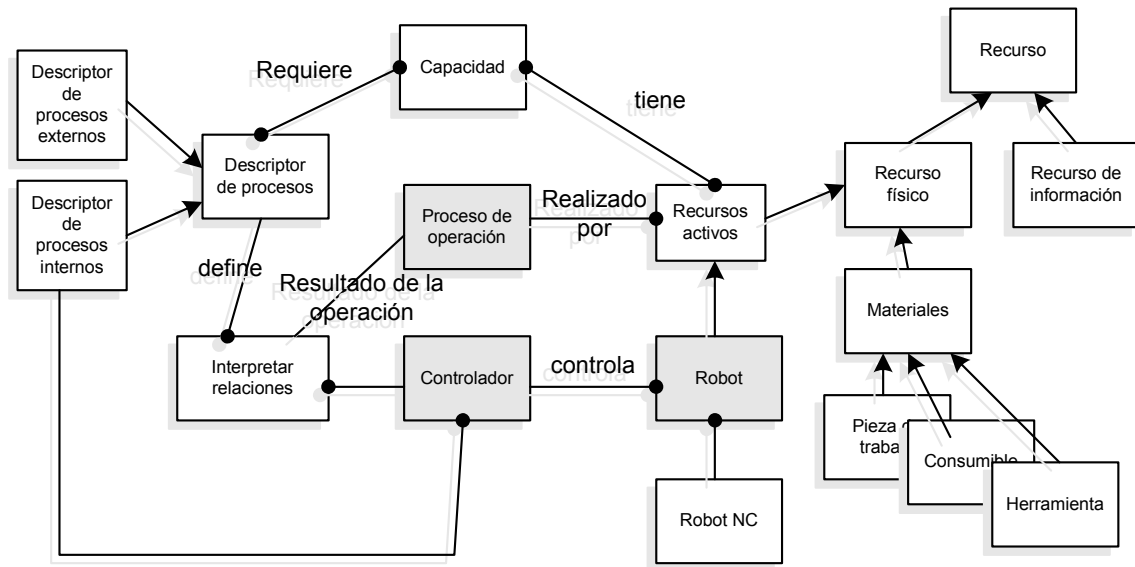 Descriptor
de
procesos
externos
Requiere
Capacidad
tiene
Recurso
Descriptor
de procesos
Recurso
físico
Recurso de
información
Descriptor
de
procesos
internos
Proceso de
operación
Realizado
por
Recursos
activos
define
Resultado de la
operación
Materiales
Interpretar
relaciones
Controlador
controla
Robot
Pieza
Consumible
Herramienta
Robot NC